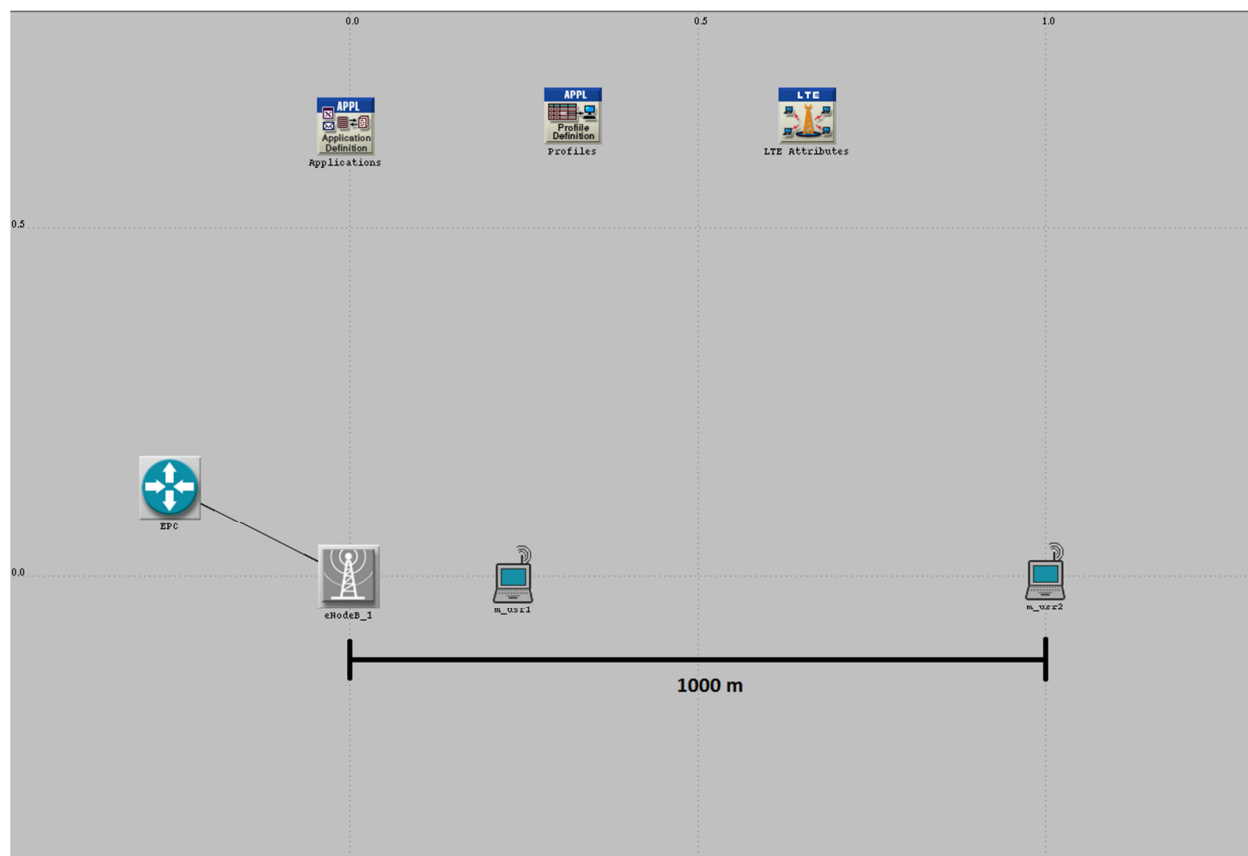 0.0
0.5
1.0
APPL
Application
Definition
Applications
APPL
Profile
Definition
Profiles
LTE
LTE Attributes
0.5
EPC
0.0
eNodeB_1
m_usr1
m_usr2
1000 m